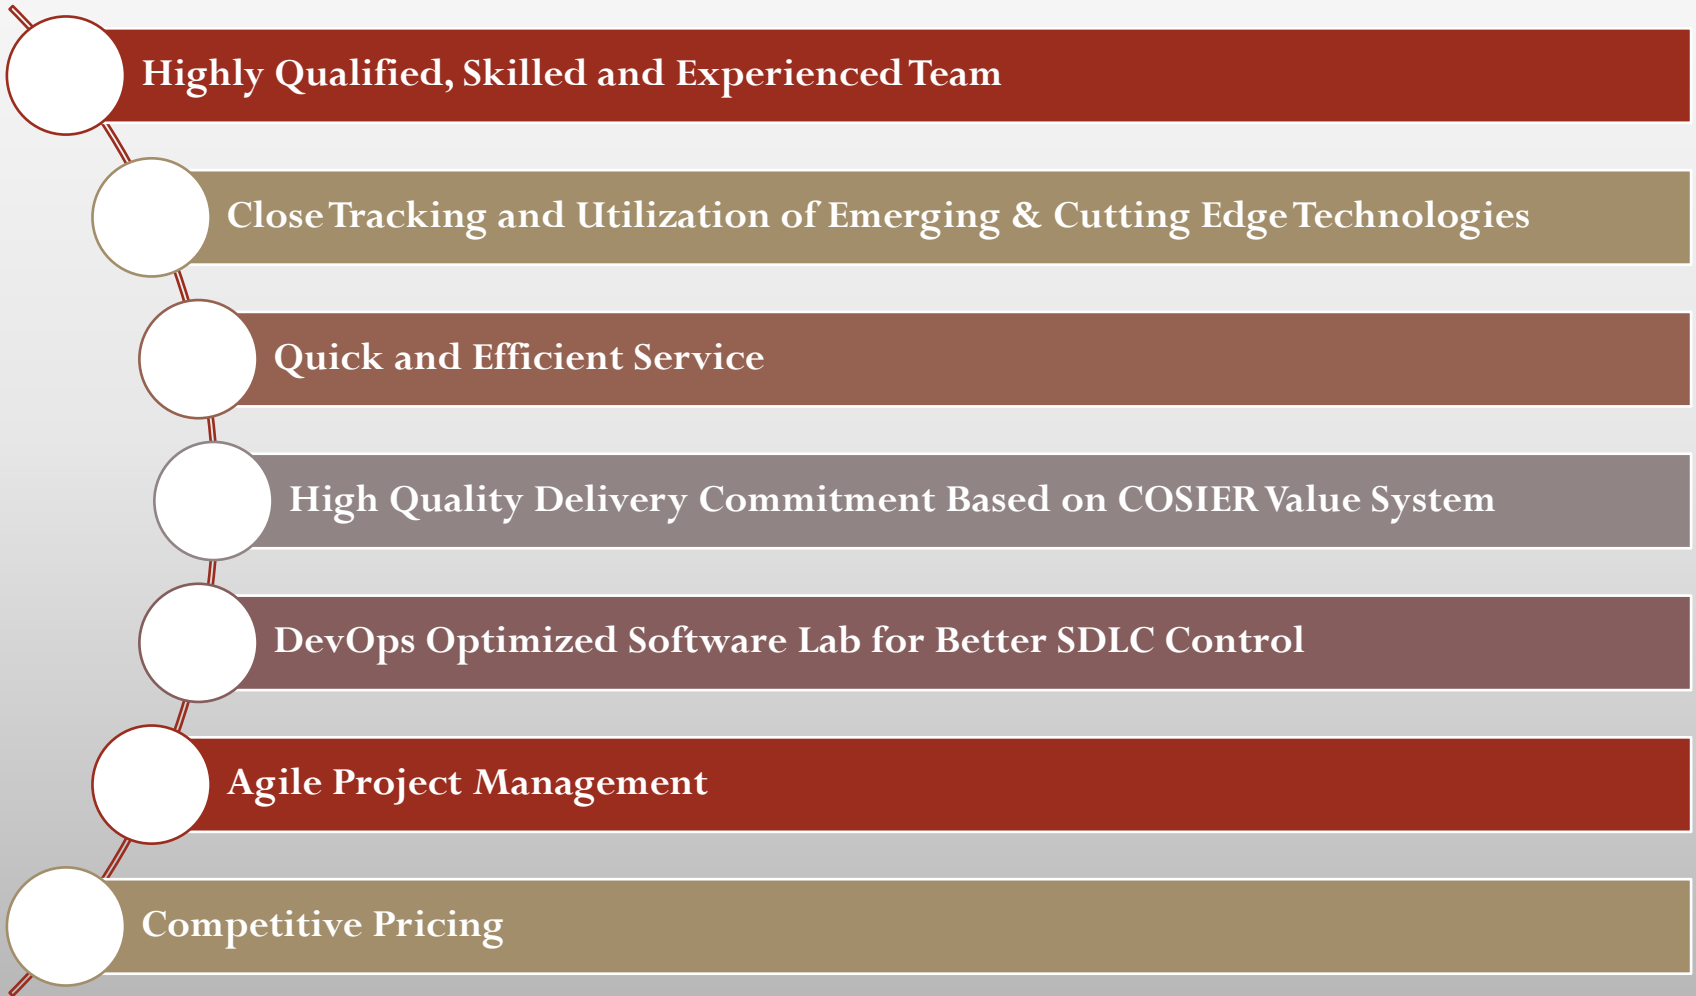 Highly Qualified, Skilled and Experienced Team
Close Tracking and Utilization of Emerging & Cutting Edge Technologies
Quick and Efficient Service
High Quality Delivery Commitment Based on COSIER Value System
DevOps Optimized Software Lab for Better SDLC Control
Agile Project Management
Competitive Pricing